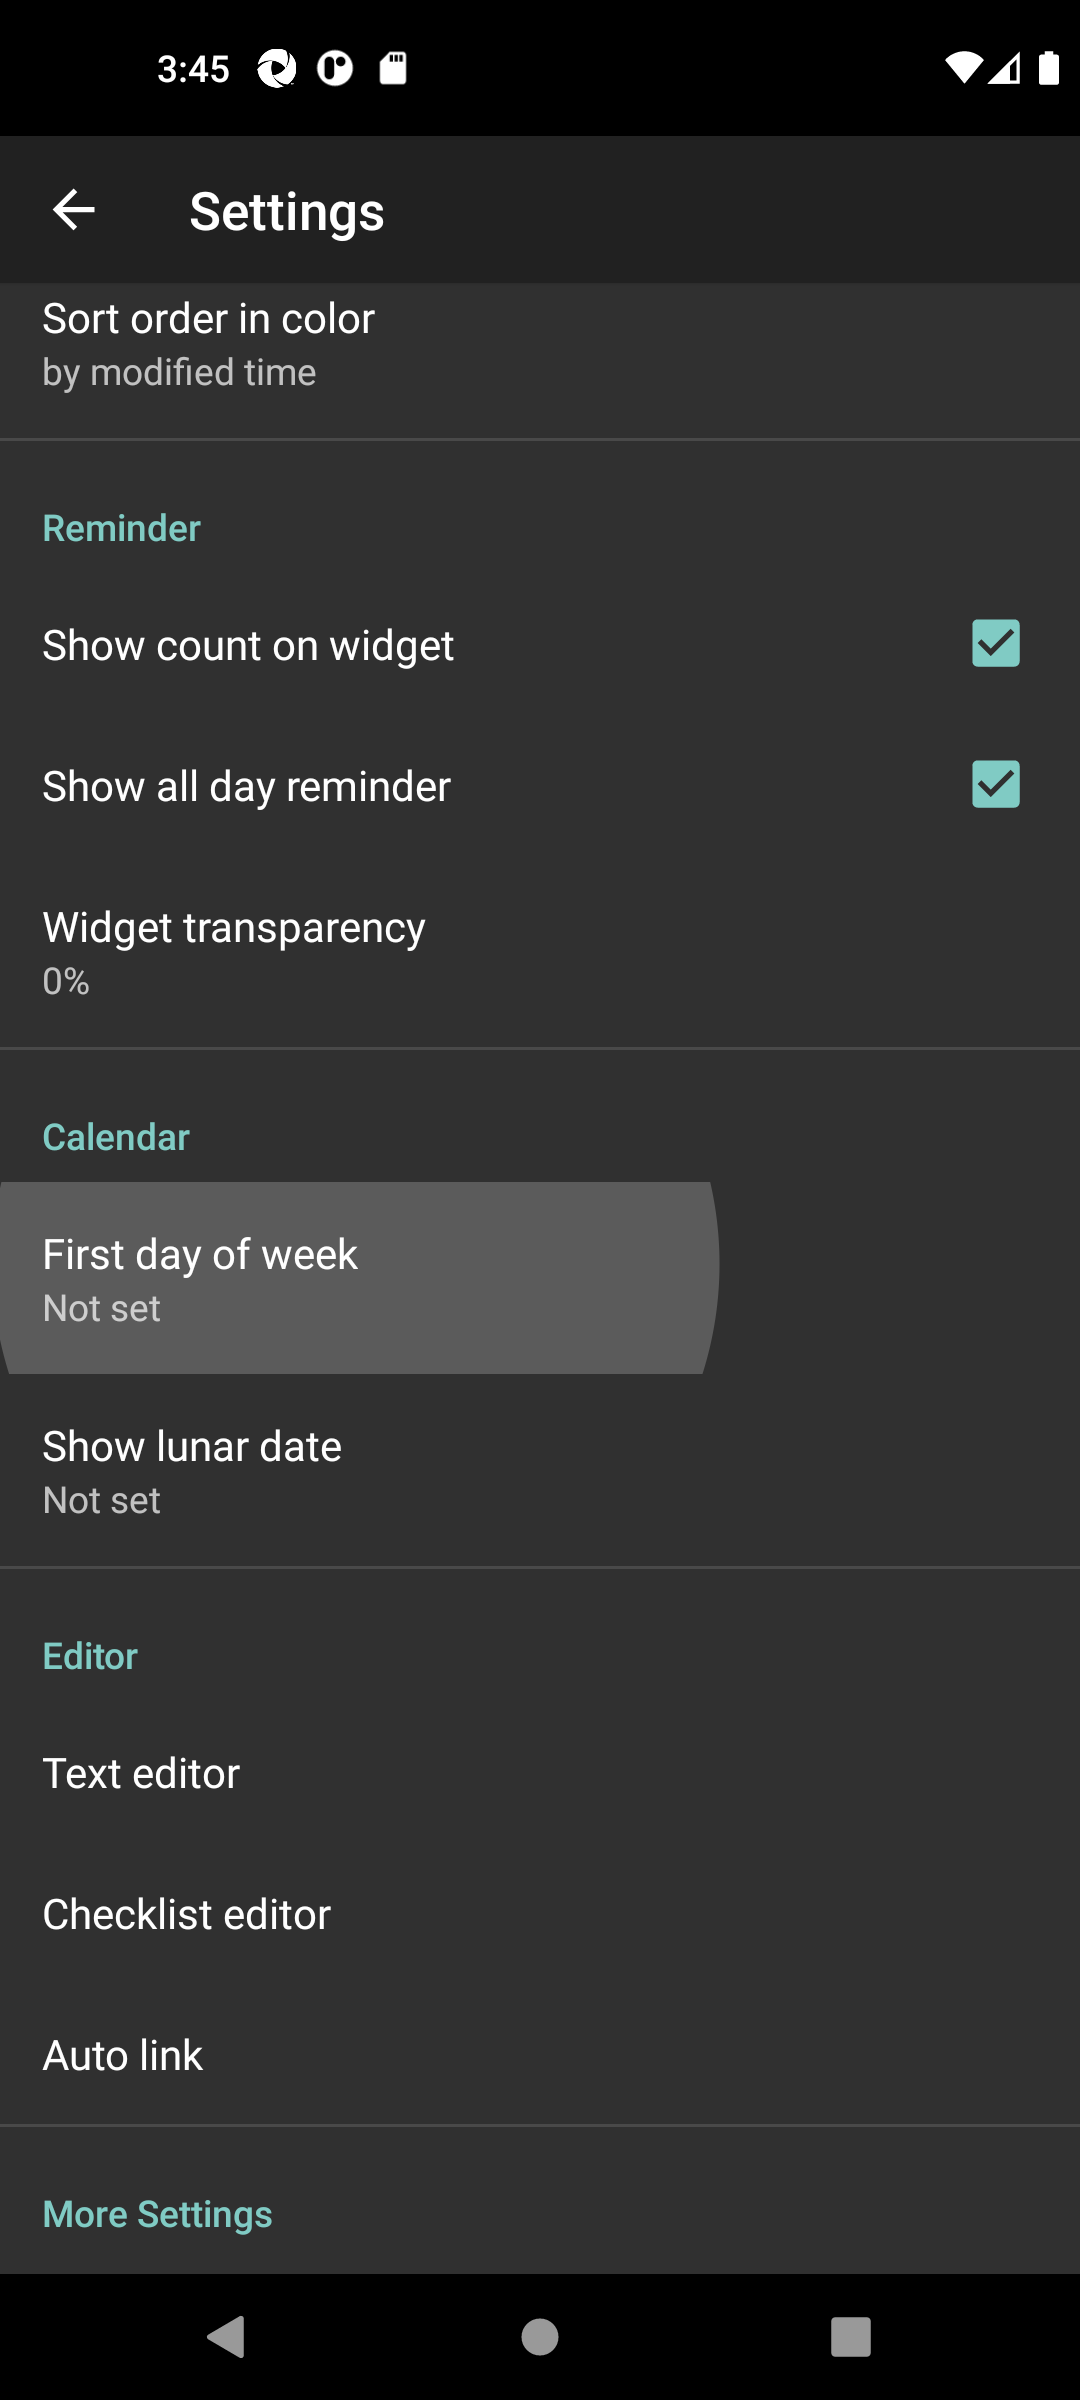 3:45
Settings
Sort order in color
by modified time
Reminder
Show count on widget
Show all day reminder
Widget transparency
0%
Calendar
First day of week
Not set
Show lunar date
Not set
Editor
Text editor
Checklist editor
Auto link
More Settings